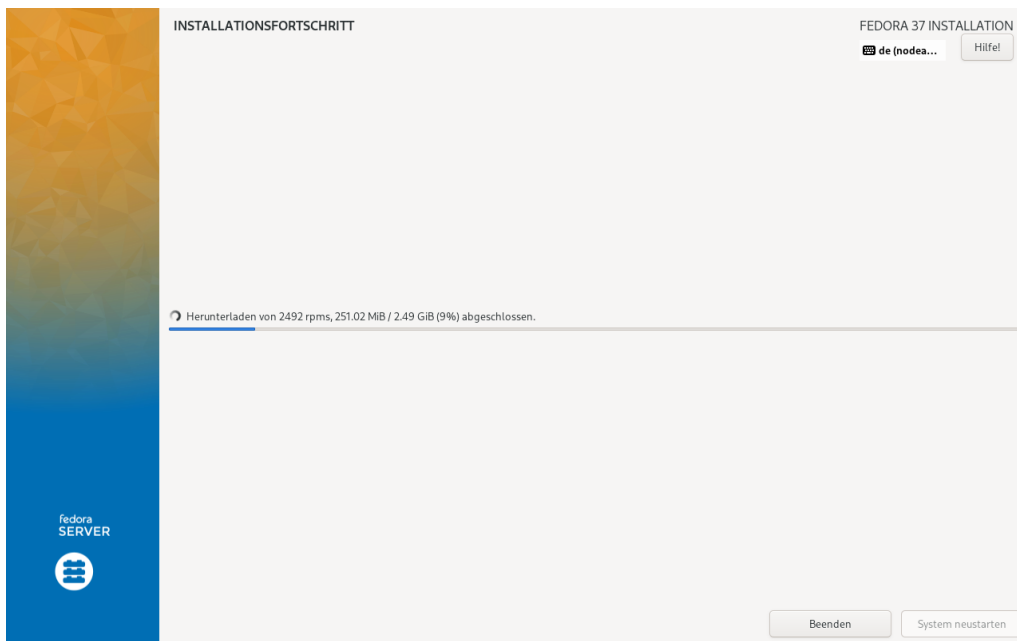 INSTALLATIONSFORTSCHRITT
FEDORA 37 INSTALLATION
de (nodea...
Hilfe!
Herunterladen von 2492 rpms, 251.02 MiB / 2.49 GiB (9%) abgeschlossen.
fedora
SERVER
Beenden
System neustarten